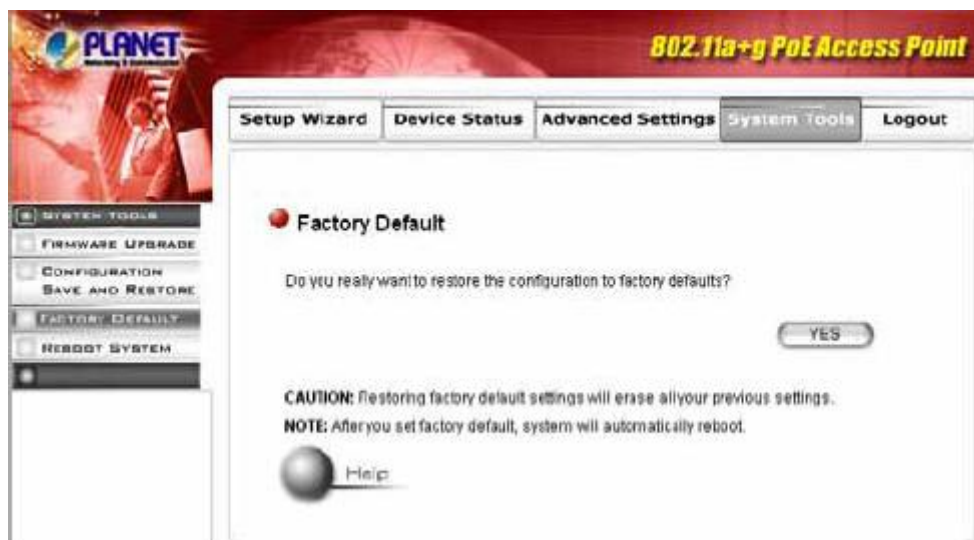 PLANET
Networking & Communication
802.11a+g PoE Access Point
Setup Wizard
Device Status
Advanced Settings
System Tools
Logout
SYSTEM TOOLS
FIRMWARE UPGRADE
CONFIGURATION
SAVE AND RESTORE
FACTORY DEFAULT
REBOOT SYSTEM
Factory Default
Do you really want to restore the configuration to factory defaults?
YES
CAUTION: Restoring factory default settings will erase all your previous settings.
NOTE: After you set factory default, system will automatically reboot.
Help